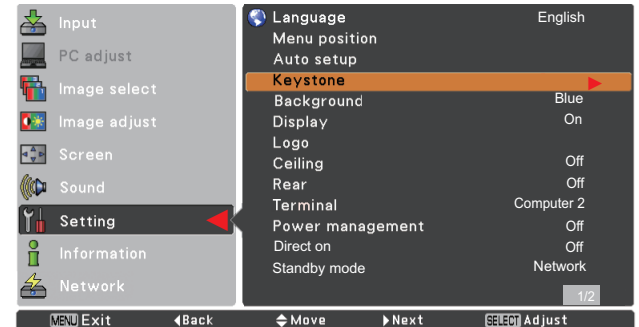 Input
PC adjust
Image select
Image adjust
Screen
Sound
Setting
Information
Network
Language English
Menu position
Auto setup
Keystone
Background Blue
Display On
Logo
Ceiling Off
Rear Off
Terminal Computer 2
Power management Off
Direct on Off
Standby mode Network
1/2
MENU Exit Back Move Next SELECT Adjust